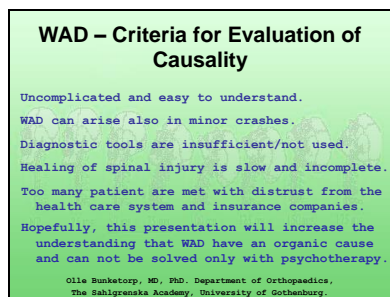 WAD – Criteria for Evaluation of
Causality
Uncomplicated and easy to understand.
WAD can arise also in minor crashes.
Diagnostic tools are insufficient/not used.
Healing of spinal injury is slow and incomplete.
Too many patient are met with distrust from the
health care system and insurance companies.
Hopefully, this presentation will increase the
understanding that WAD have an organic cause
and can not be solved only with psychotherapy.
Olle Bunketorp, MD, PhD. Department of Orthopaedics,
The Sahlgrenska Academy, University of Gothenburg.